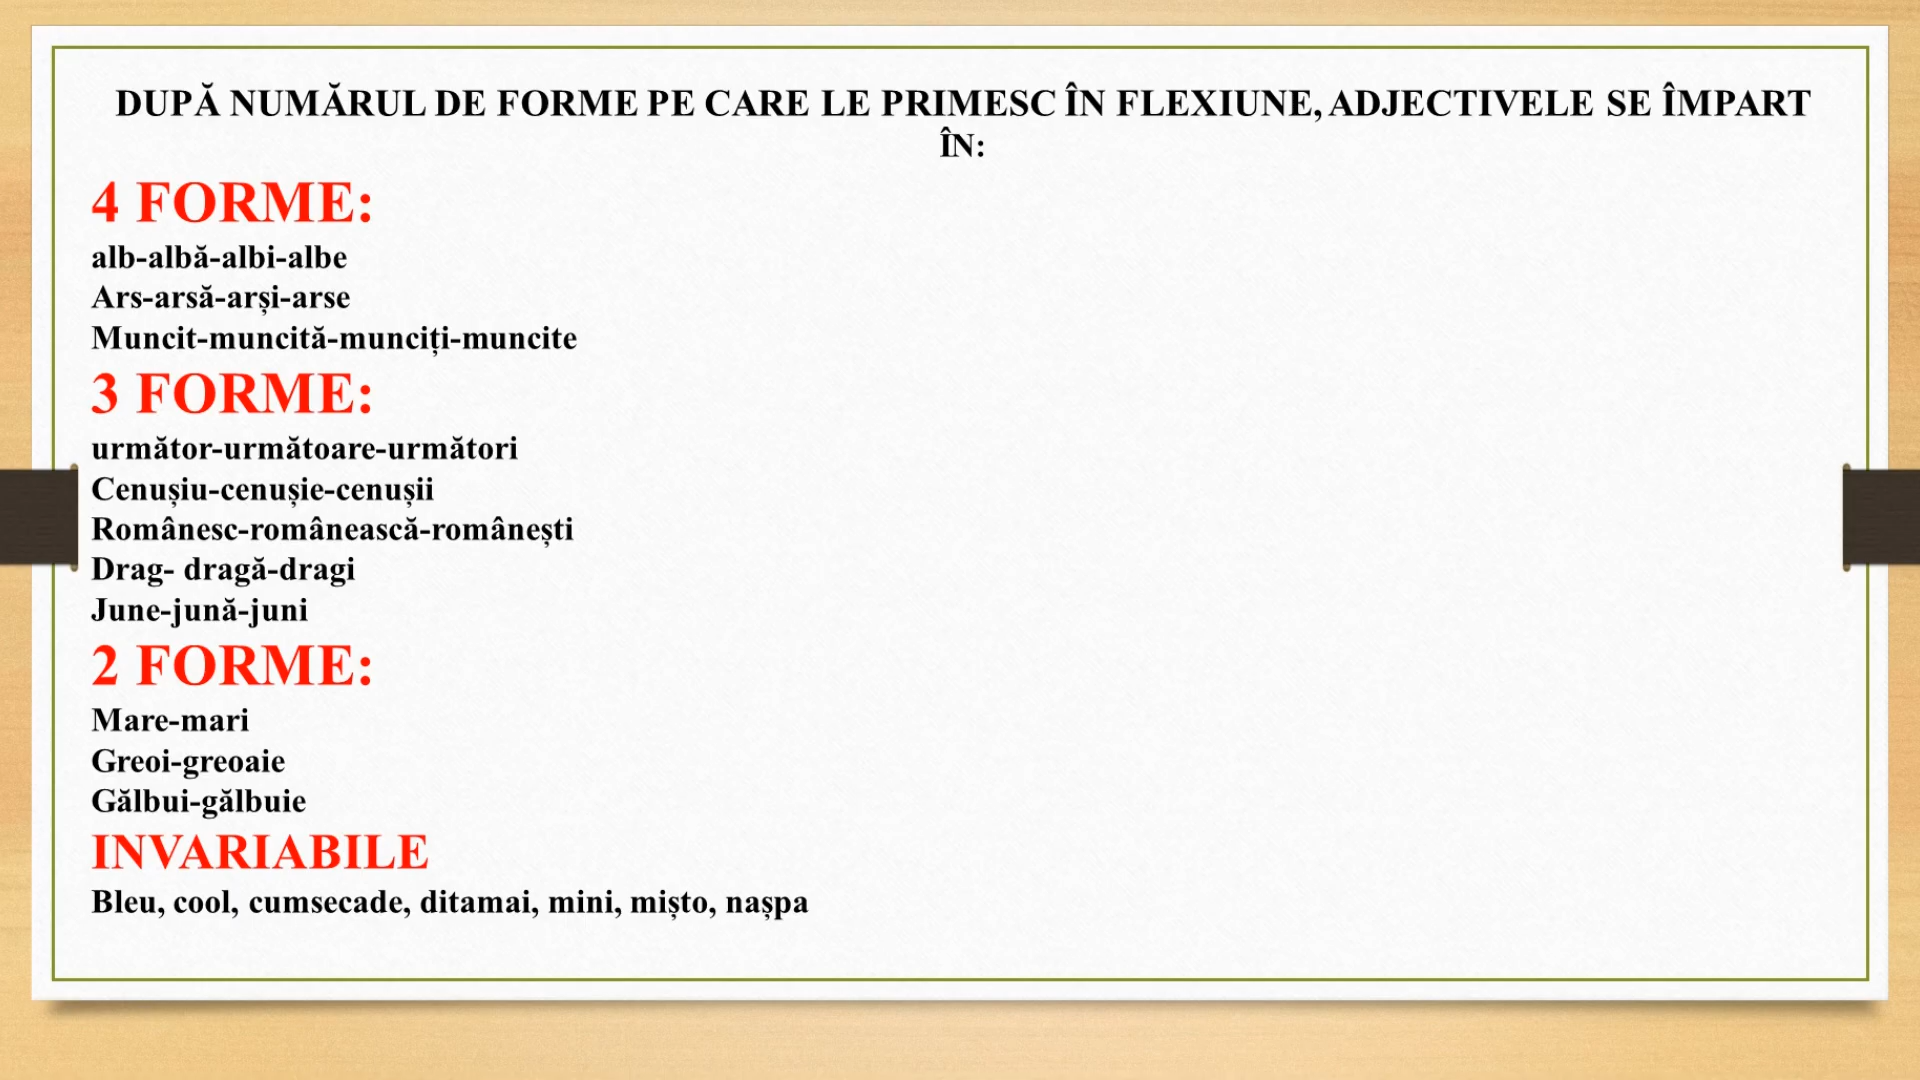 DUPĂ NUMĂRUL DE FORME PE CARE LE PRIMESC ÎN FLEXIUNE, ADJECTIVELE SE ÎMPART
ÎN:
4 FORME:
alb-albă-albi-albe
Ars-arsă-arși-arse
Muncit-muncită-munciți-muncite
3 FORME:
următor-următoare-următori
Cenușiu-cenușie-cenușii
Românesc-românească-românești
Drag- dragă-dragi
June-jună-juni
2 FORME:
Mare-mari
Greoi-greoaie
Gălbui-gălbuie
INVARIABILE
Bleu, cool, cumsecade, ditamai, mini, mișto, nașpa